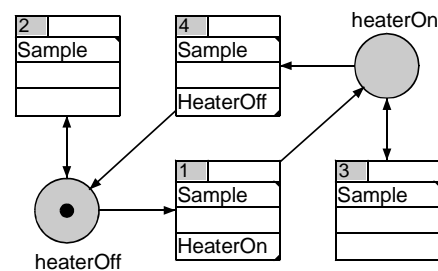 2
Sample
4
Sample
HeaterOff
heaterOn
1
Sample
HeaterOn
3
Sample
heaterOff